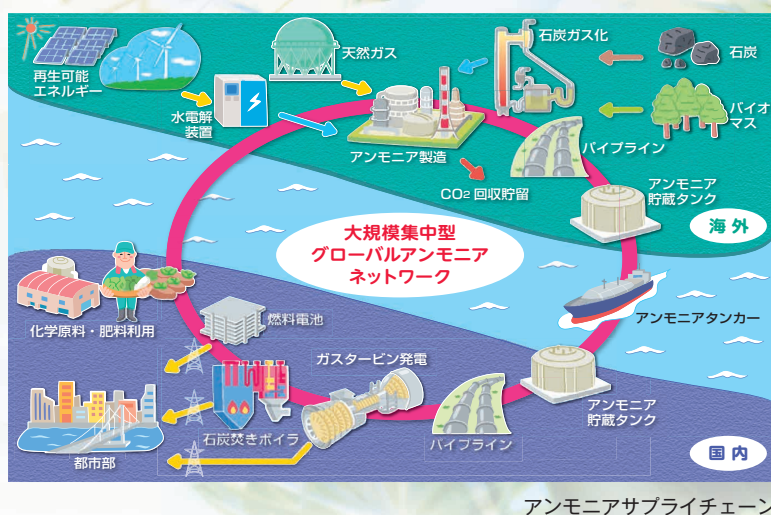 再生可能
エネルギー
水電解
装置
天然ガス
石炭ガス化
石炭
バイオ
マス
アンモニア製造
パイプライン
CO2 回収貯留
アンモニア
貯蔵タンク
海外
大規模集中型
グローバルアンモニア
ネットワーク
アンモニアタンカー
化学原料・肥料利用
燃料電池
ガスタービン発電
石炭焚きボイラ
都市部
パイプライン
アンモニア
貯蔵タンク
国内
アンモニアサプライチェーン